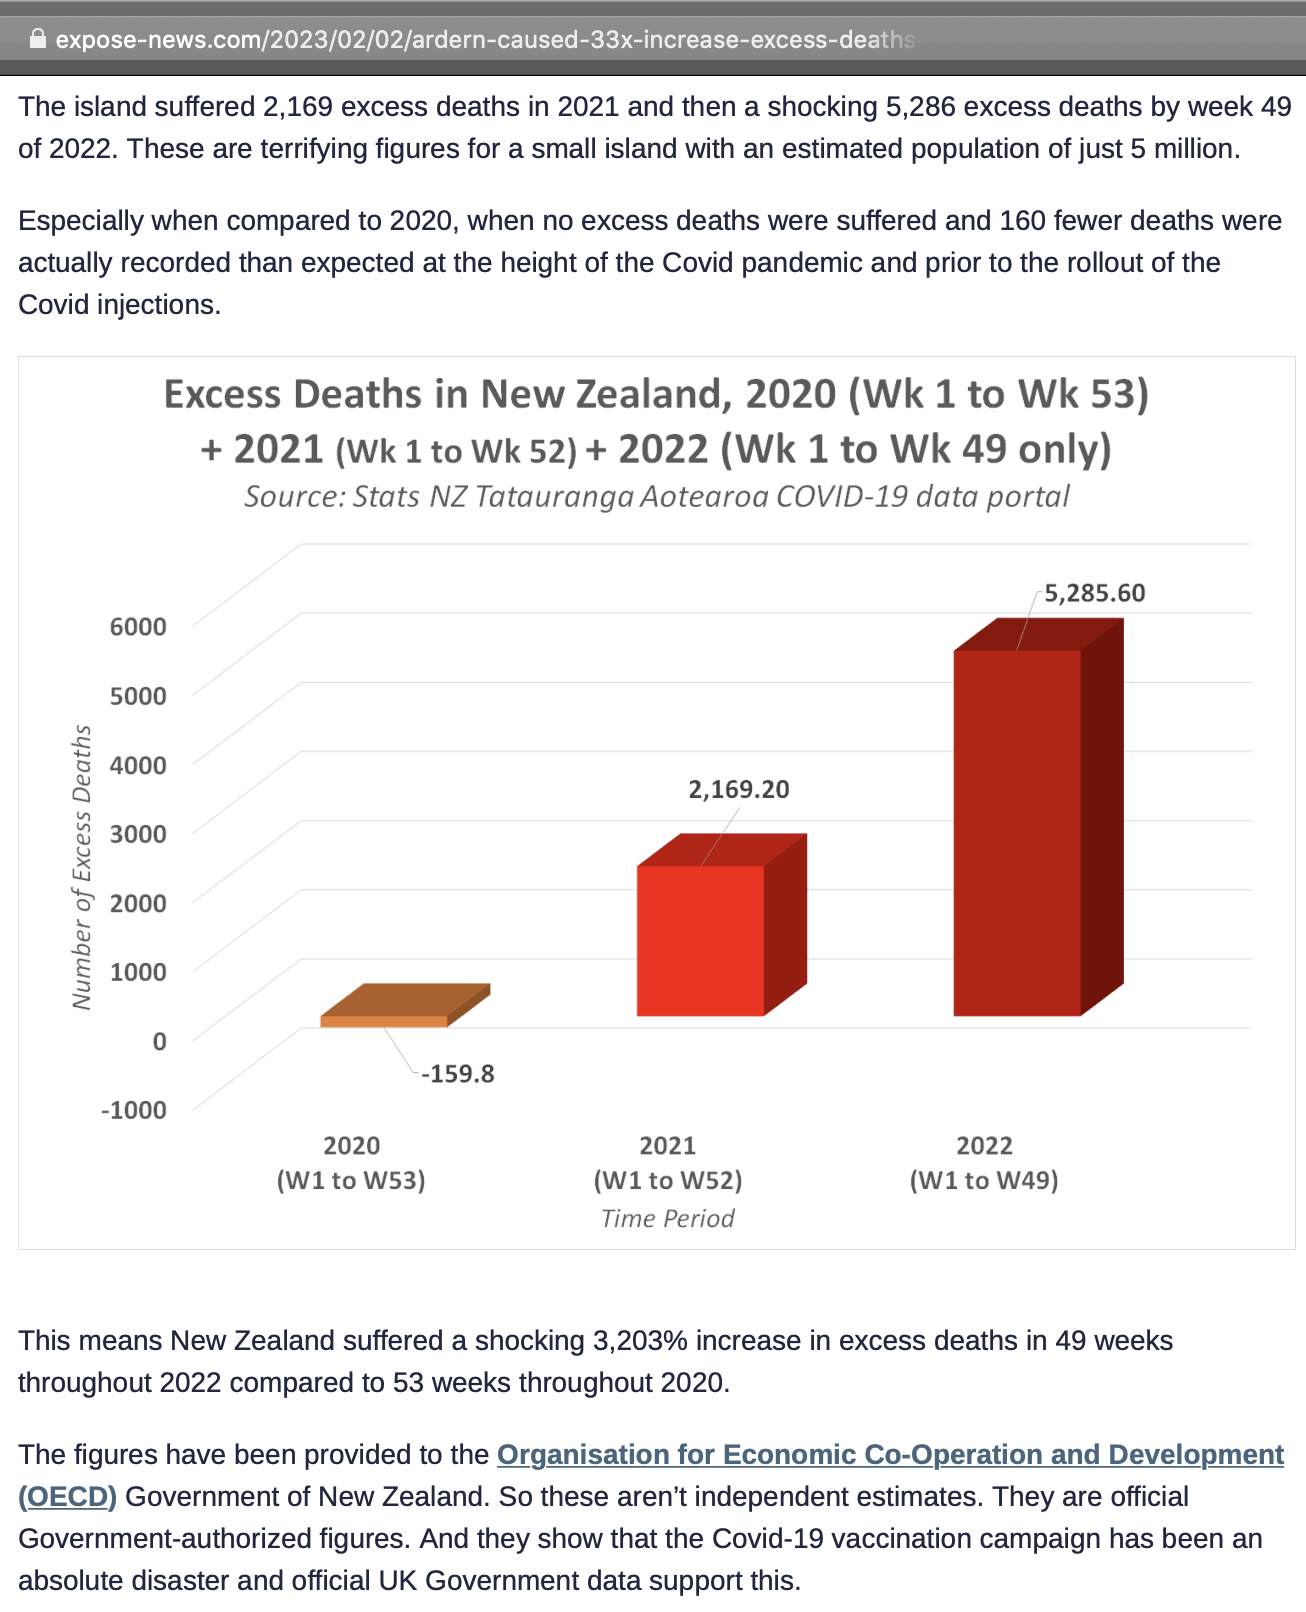 expose-news.com/2023/02/02/ardern-caused-33x-increase-excess-deaths
The island suffered 2,169 excess deaths in 2021 and then a shocking 5,286 excess deaths by week 49
of 2022. These are terrifying figures for a small island with an estimated population of just 5 million.
Especially when compared to 2020, when no excess deaths were suffered and 160 fewer deaths were
actually recorded than expected at the height of the Covid pandemic and prior to the rollout of the
Covid injections.
Excess Deaths in New Zealand, 2020 (Wk 1 to Wk 53)
+ 2021 (Wk 1 to Wk 52) + 2022 (Wk 1 to Wk 49 only)
Source: Stats NZ Tatauranga Aotearoa COVID-19 data portal
Number of Excess Deaths
6000
5000
4000
3000
2000
1000
0
-1000
-159.8
2,169.20
5,285.60
2020
(W1 to W53)
2021
(W1 to W52)
2022
(W1 to W49)
Time Period
This means New Zealand suffered a shocking 3,203% increase in excess deaths in 49 weeks
throughout 2022 compared to 53 weeks throughout 2020.
The figures have been provided to the Organisation for Economic Co-Operation and Development
(OECD) Government of New Zealand. So these aren’t independent estimates. They are official
Government-authorized figures. And they show that the Covid-19 vaccination campaign has been an
absolute disaster and official UK Government data support this.